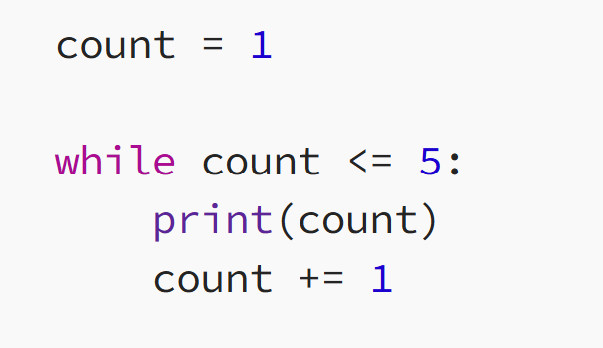 count = 1
while count <= 5:
    print(count)
    count += 1